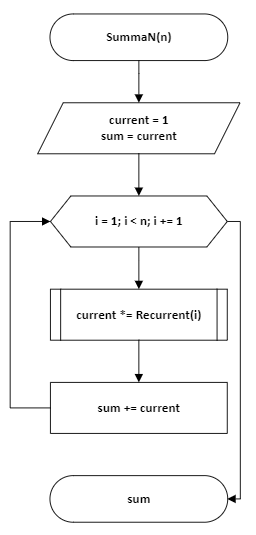 SummaN(n)
current = 1
sum = current
i = 1; i < n; i += 1
current *= Recurrent(i)
sum += current
sum